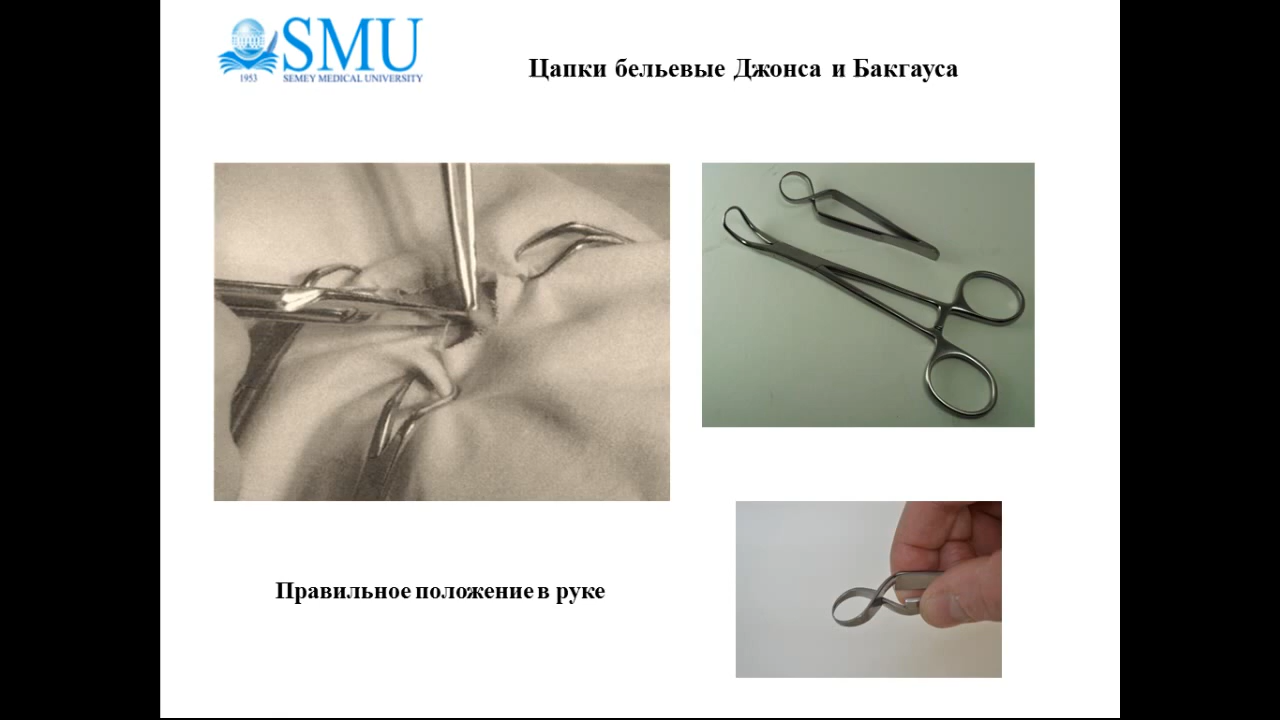 SMU
1953 SEMEY MEDICAL UNIVERSITY
Цапки бельевые Джонса и Бакгауса
Правильное положение в руке